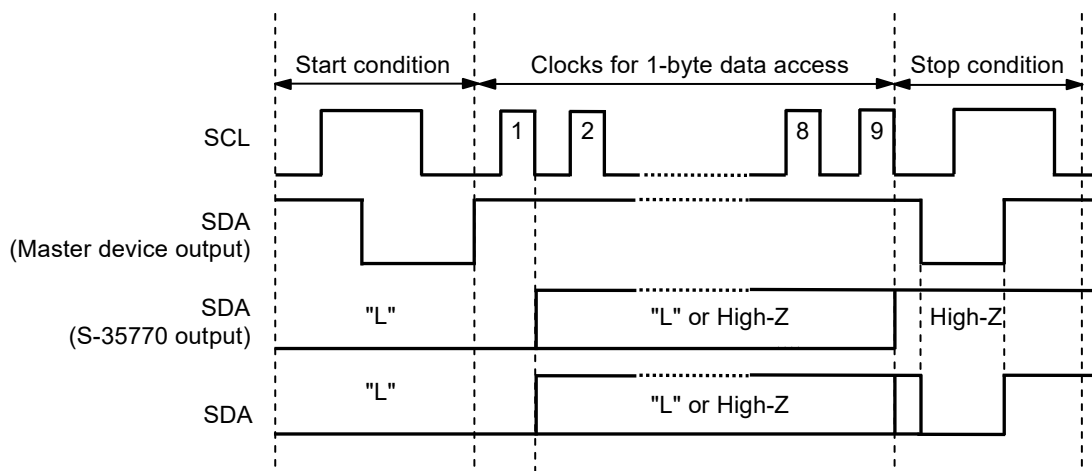 Start condition
Clocks for 1-byte data access
Stop condition
SCL
1
2
8
9
SDA
(Master device output)
SDA
(S-35770 output)
"L"
"L" or High-Z
High-Z
SDA
"L"
"L" or High-Z